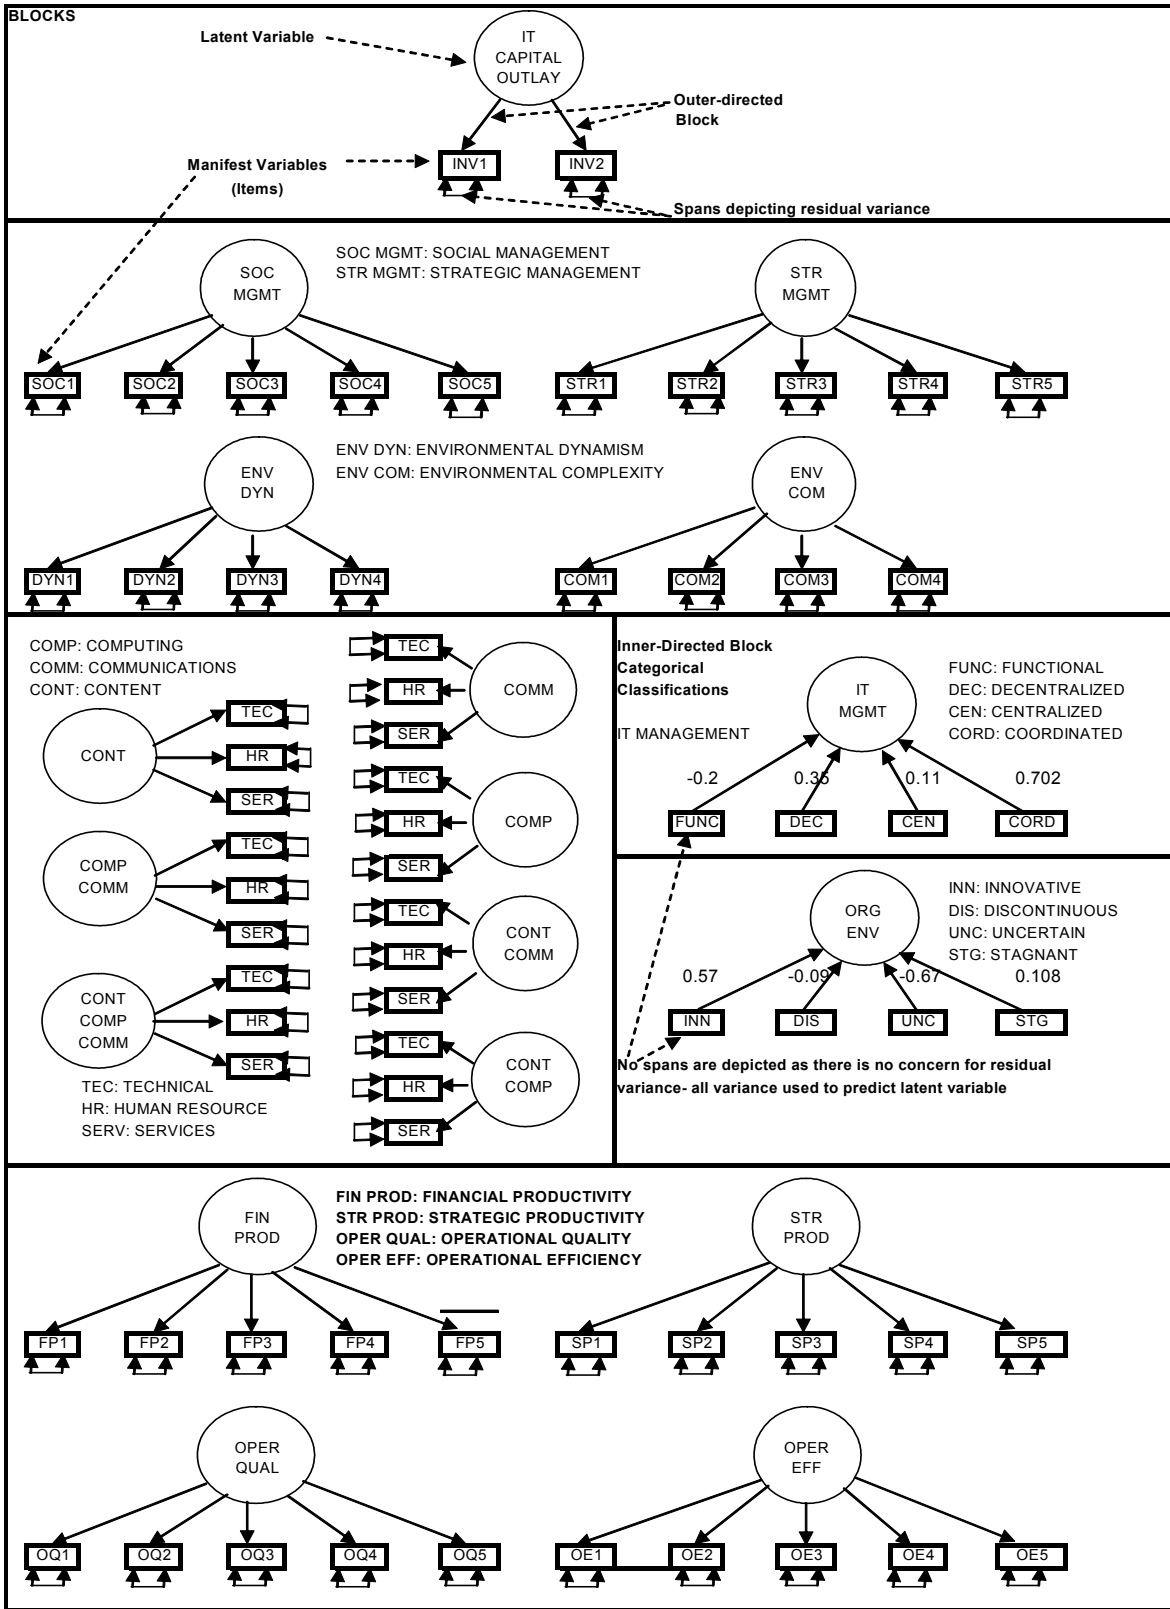 BLOCKS
Latent Variable
IT
CAPITAL
OUTLAY
Outer-directed
Block
Manifest Variables
(Items)
INV1
INV2
Spans depicting residual variance
SOC
MGMT
SOC MGMT: SOCIAL MANAGEMENT
STR MGMT: STRATEGIC MANAGEMENT
STR
MGMT
SOC1
SOC2
SOC3
SOC4
SOC5
STR1
STR2
STR3
STR4
STR5
ENV
DYN
ENV DYN: ENVIRONMENTAL DYNAMISM
ENV COM: ENVIRONMENTAL COMPLEXITY
ENV
COM
DYN1
DYN2
DYN3
DYN4
COM1
COM2
COM3
COM4
COMP: COMPUTING
COMM: COMMUNICATIONS
CONT: CONTENT
CONT
TEC
HR
SER
COMP
COMM
TEC
HR
SER
CONT
COMP
COMM
TEC
HR
SER
TEC: TECHNICAL
HR: HUMAN RESOURCE
SERV: SERVICES
TEC
HR
SER
COMM
TEC
HR
SER
COMP
TEC
HR
SER
CONT
COMM
TEC
HR
SER
CONT
COMP
Inner-Directed Block
Categorical
Classifications
IT MANAGEMENT
IT
MGMT
FUNC: FUNCTIONAL
DEC: DECENTRALIZED
CEN: CENTRALIZED
CORD: COORDINATED
-0.2
0.35
0.11
0.702
FUNC
DEC
CEN
CORD
ORG
ENV
INN: INNOVATIVE
DIS: DISCONTINUOUS
UNC: UNCERTAIN
STG: STAGNANT
0.57
-0.09
-0.67
0.108
INN
DIS
UNC
STG
No spans are depicted as there is no concern for residual
variance- all variance used to predict latent variable
FIN
PROD
FIN PROD: FINANCIAL PRODUCTIVITY
STR PROD: STRATEGIC PRODUCTIVITY
OPER QUAL: OPERATIONAL QUALITY
OPER EFF: OPERATIONAL EFFICIENCY
STR
PROD
FP1
FP2
FP3
FP4
FP5
SP1
SP2
SP3
SP4
SP5
OPER
QUAL
OPER
EFF
OQ1
OQ2
OQ3
OQ4
OQ5
OE1
OE2
OE3
OE4
OE5